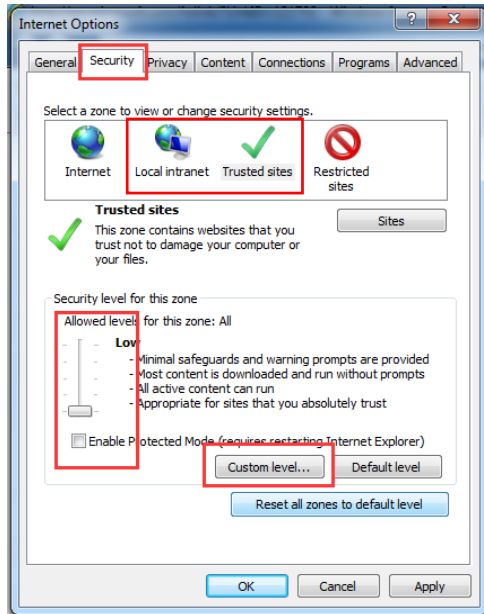 Internet Options
General Security Privacy Content Connections Programs Advanced
Select a zone to view or change security settings.
Internet Local intranet Trusted sites Restricted
sites
Trusted sites
Sites
This zone contains websites that you
trust not to damage your computer or
your files.
Security level for this zone
Allowed levels for this zone: All
Low
- Minimal safeguards and warning prompts are provided
- Most content is downloaded and run without prompts
- All active content can run
- Appropriate for sites that you absolutely trust
Enable Protected Mode (requires restarting Internet Explorer)
Custom level... Default level
Reset all zones to default level
OK Cancel Apply